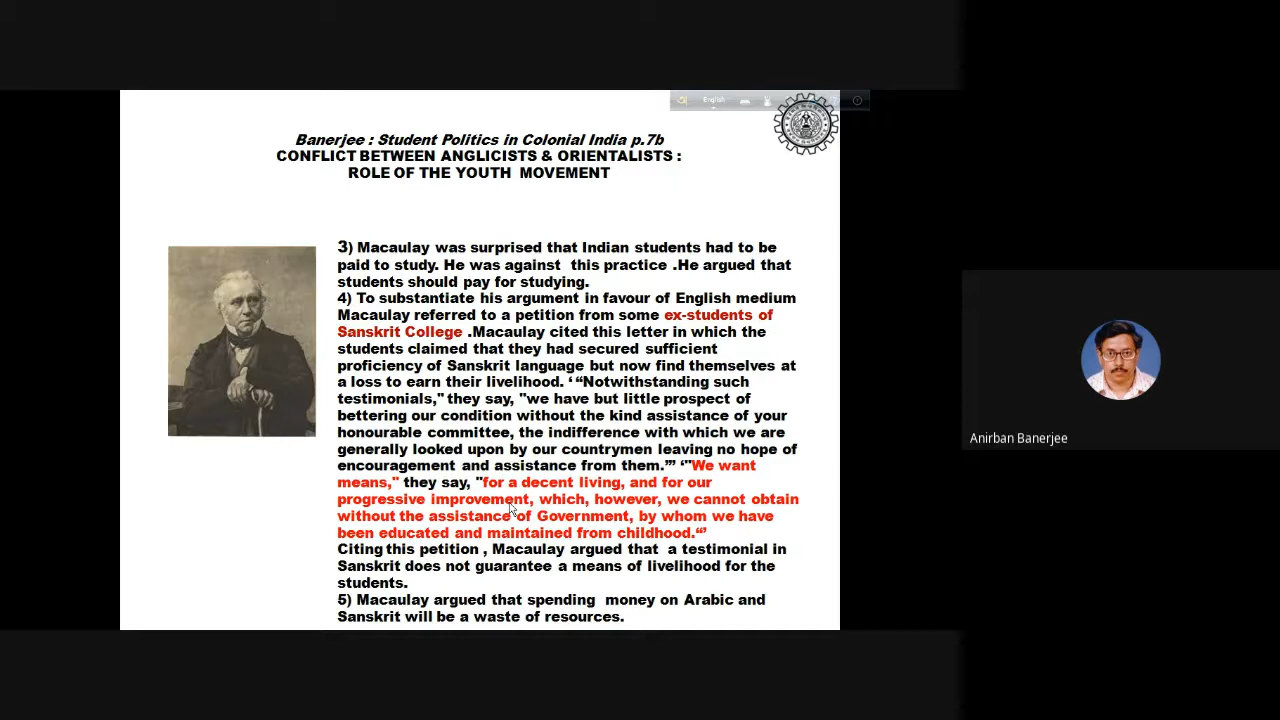 English
Banerjee : Student Politics in Colonial India p.7b
CONFLICT BETWEEN ANGLICISTS & ORIENTALISTS :
ROLE OF THE YOUTH MOVEMENT
3) Macaulay was surprised that Indian students had to be
paid to study. He was against this practice .He argued that
students should pay for studying.
4) To substantiate his argument in favour of English medium
Macaulay referred to a petition from some ex-students of
Sanskrit College .Macaulay cited this letter in which the
students claimed that they had secured sufficient
proficiency of Sanskrit language but now find themselves at
a loss to earn their livelihood. ‘ “Notwithstanding such
testimonials," they say, "we have but little prospect of
bettering our condition without the kind assistance of your
honourable committee, the indifference with which we are
generally looked upon by our countrymen leaving no hope of
encouragement and assistance from them.”’ ‘"We want
means," they say, "for a decent living, and for our
progressive improvement, which, however, we cannot obtain
without the assistance of Government, by whom we have
been educated and maintained from childhood.“’
Citing this petition , Macaulay argued that a testimonial in
Sanskrit does not guarantee a means of livelihood for the
students.
5) Macaulay argued that spending money on Arabic and
Sanskrit will be a waste of resources.
Anirban Banerjee